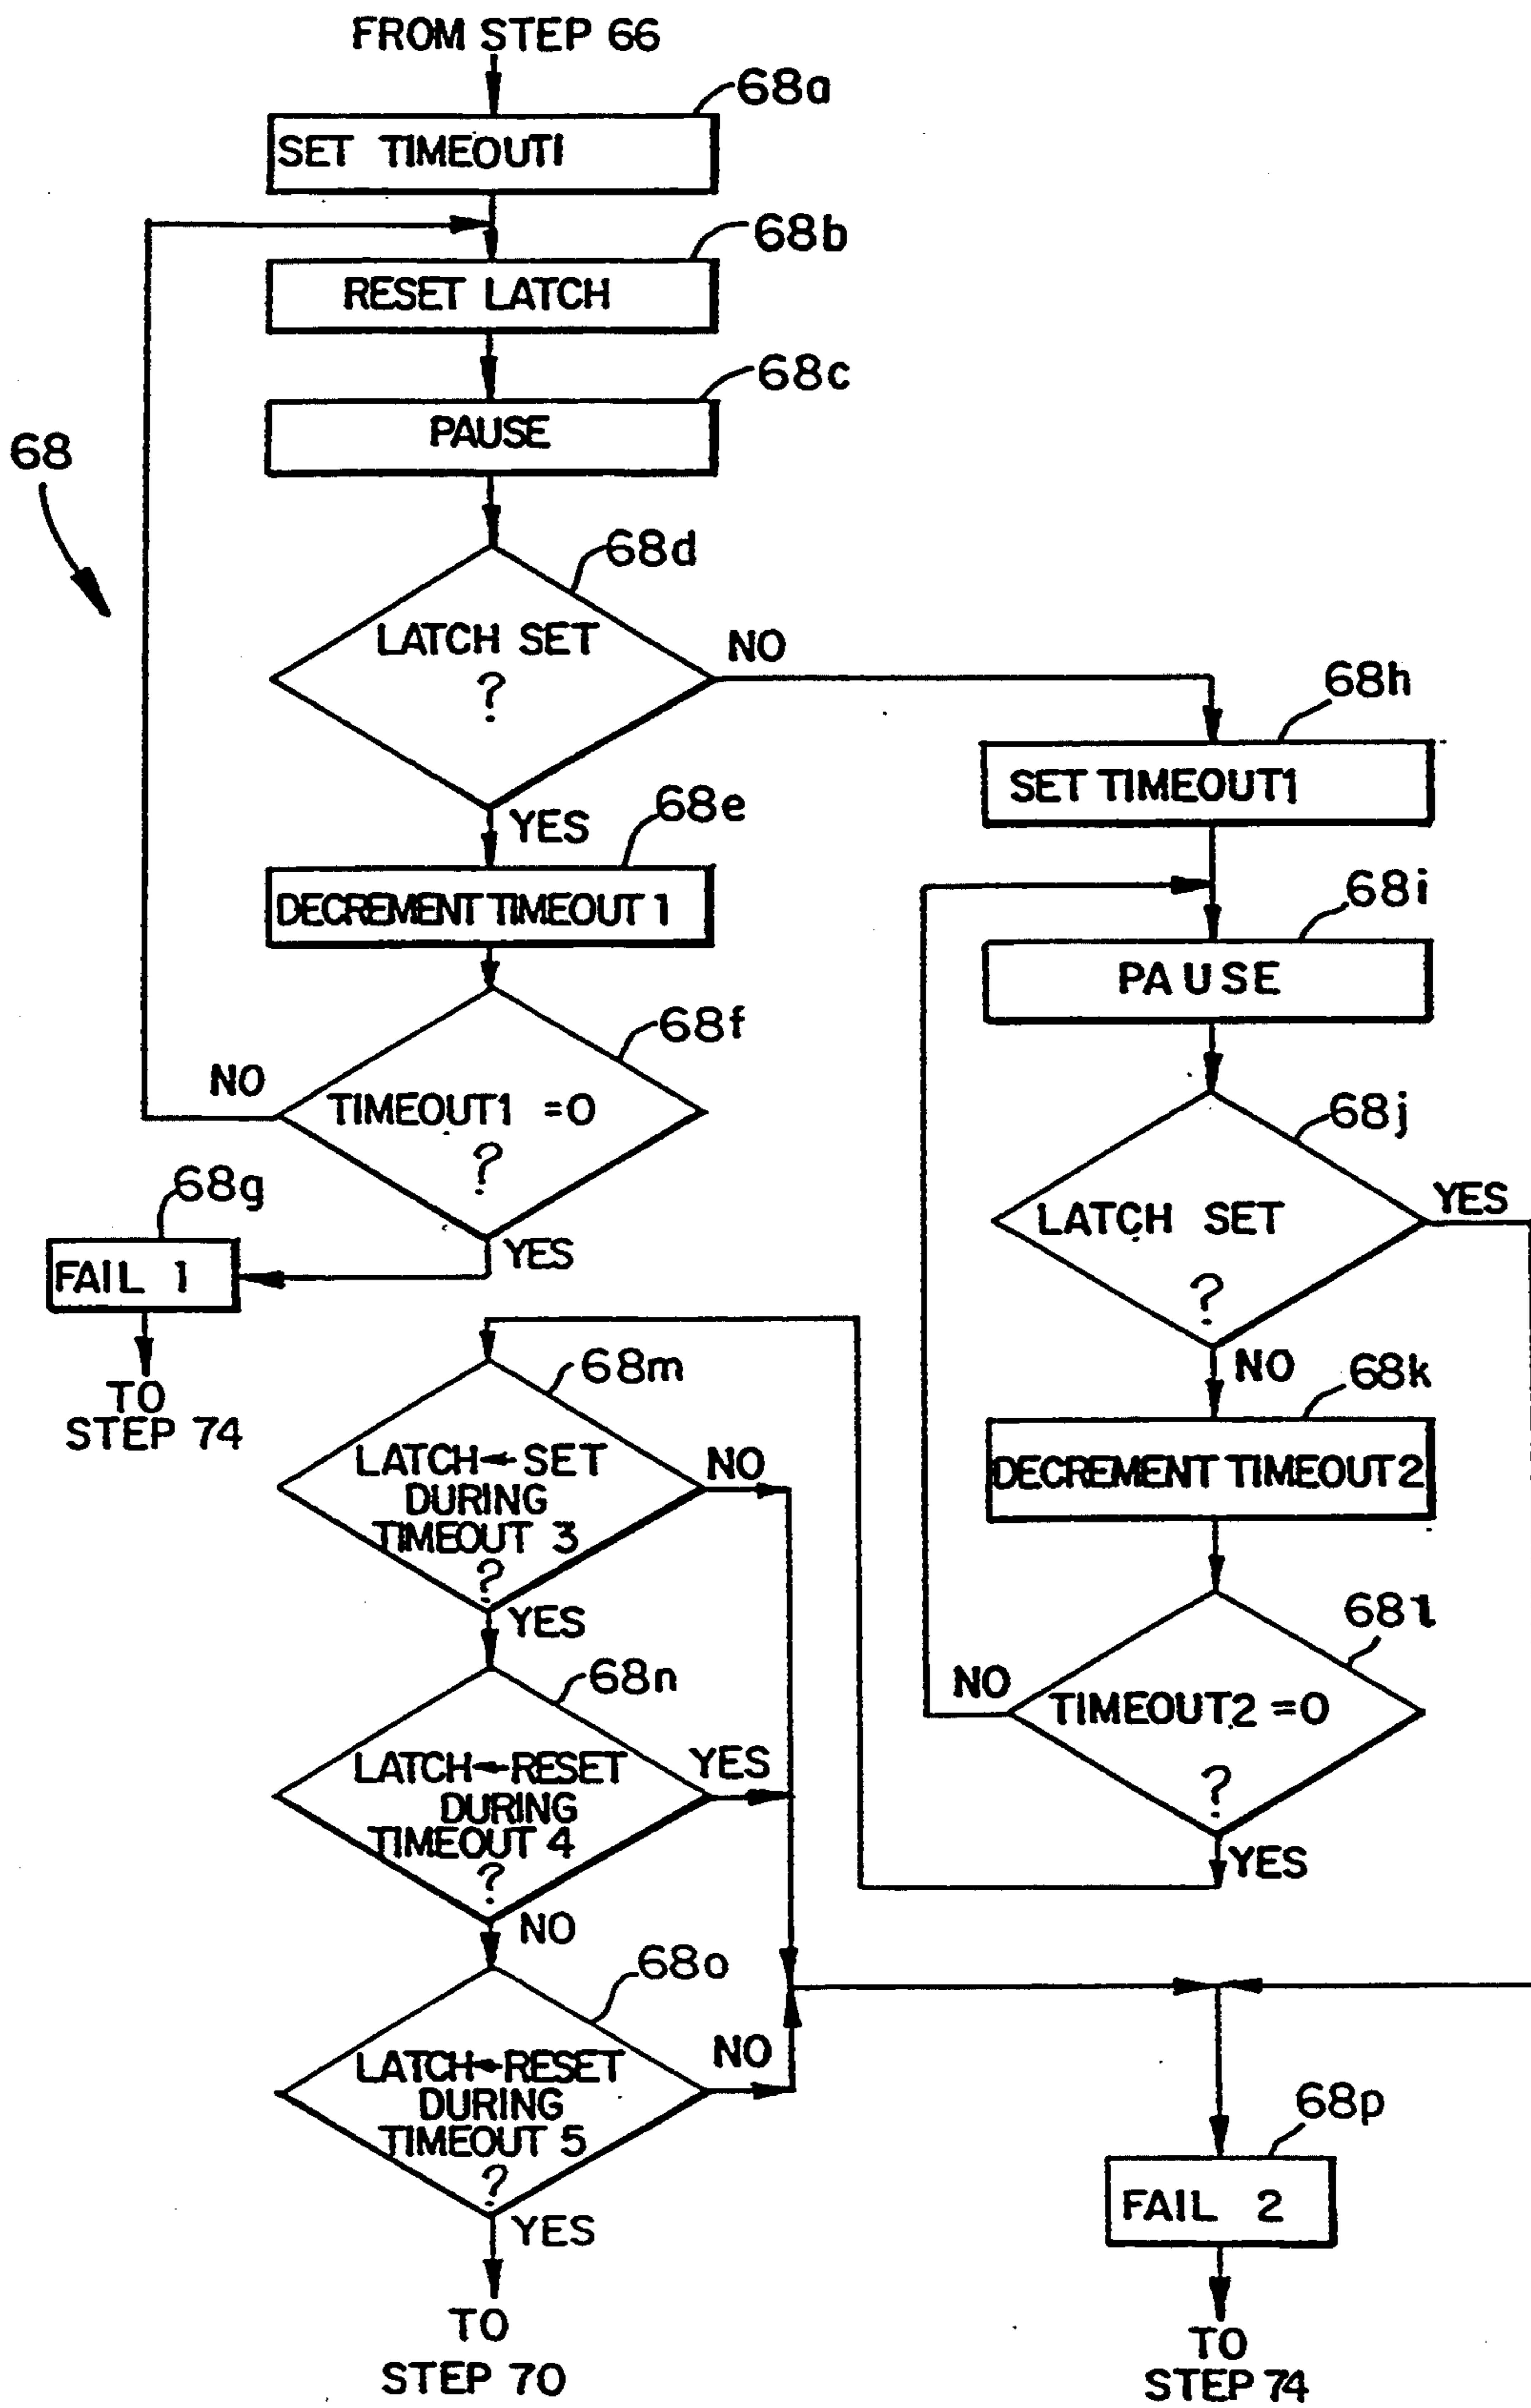 FROM STEP 66
68a
SET TIMEOUT1
68b
RESET LATCH
68c
PAUSE
68
68d
LATCH SET
?
NO
YES
68e
DECREMENT TIMEOUT 1
68f
NO
TIMEOUT1 =0
?
YES
68g
FAIL 1
TO
STEP 74
68h
SET TIMEOUT1
68i
PAUSE
68j
LATCH SET
?
YES
NO
68k
DECREMENT TIMEOUT2
68l
NO
TIMEOUT2 =0
?
YES
68m
LATCH←SET
DURING
TIMEOUT 3
?
NO
YES
68n
LATCH←RESET
DURING
TIMEOUT 4
?
YES
NO
68o
LATCH←RESET
DURING
TIMEOUT 5
?
NO
YES
TO
STEP 70
68p
FAIL 2
TO
STEP 74